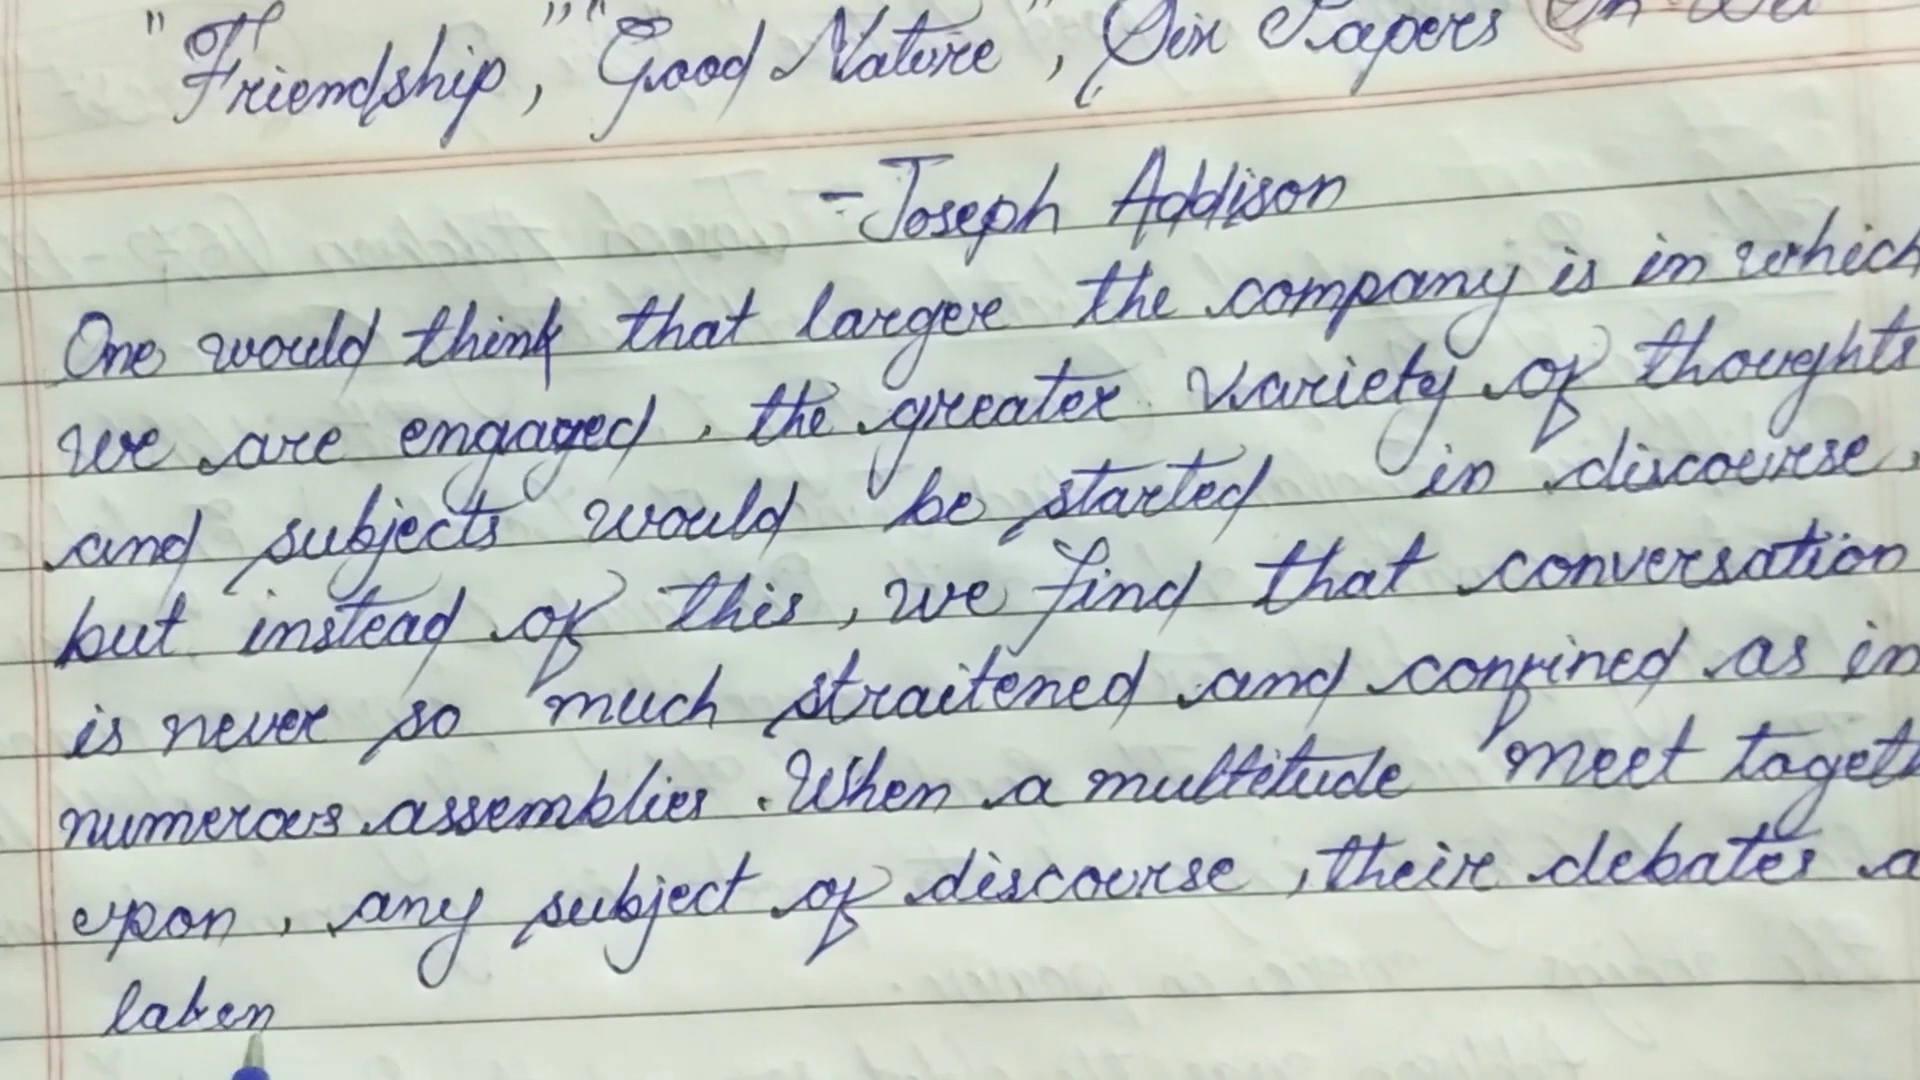 "Friendship," "Good Nature", Six Papers On
-Joseph Addison
One would think that larger the company is in which
we are engaged, the greater variety of thoughts
and subjects would be started in discourse,
but instead of this, we find that conversation
is never so much straitened and confined as in
numerous assemblies. When a multitude meet
upon, any subject of discourse, their debates